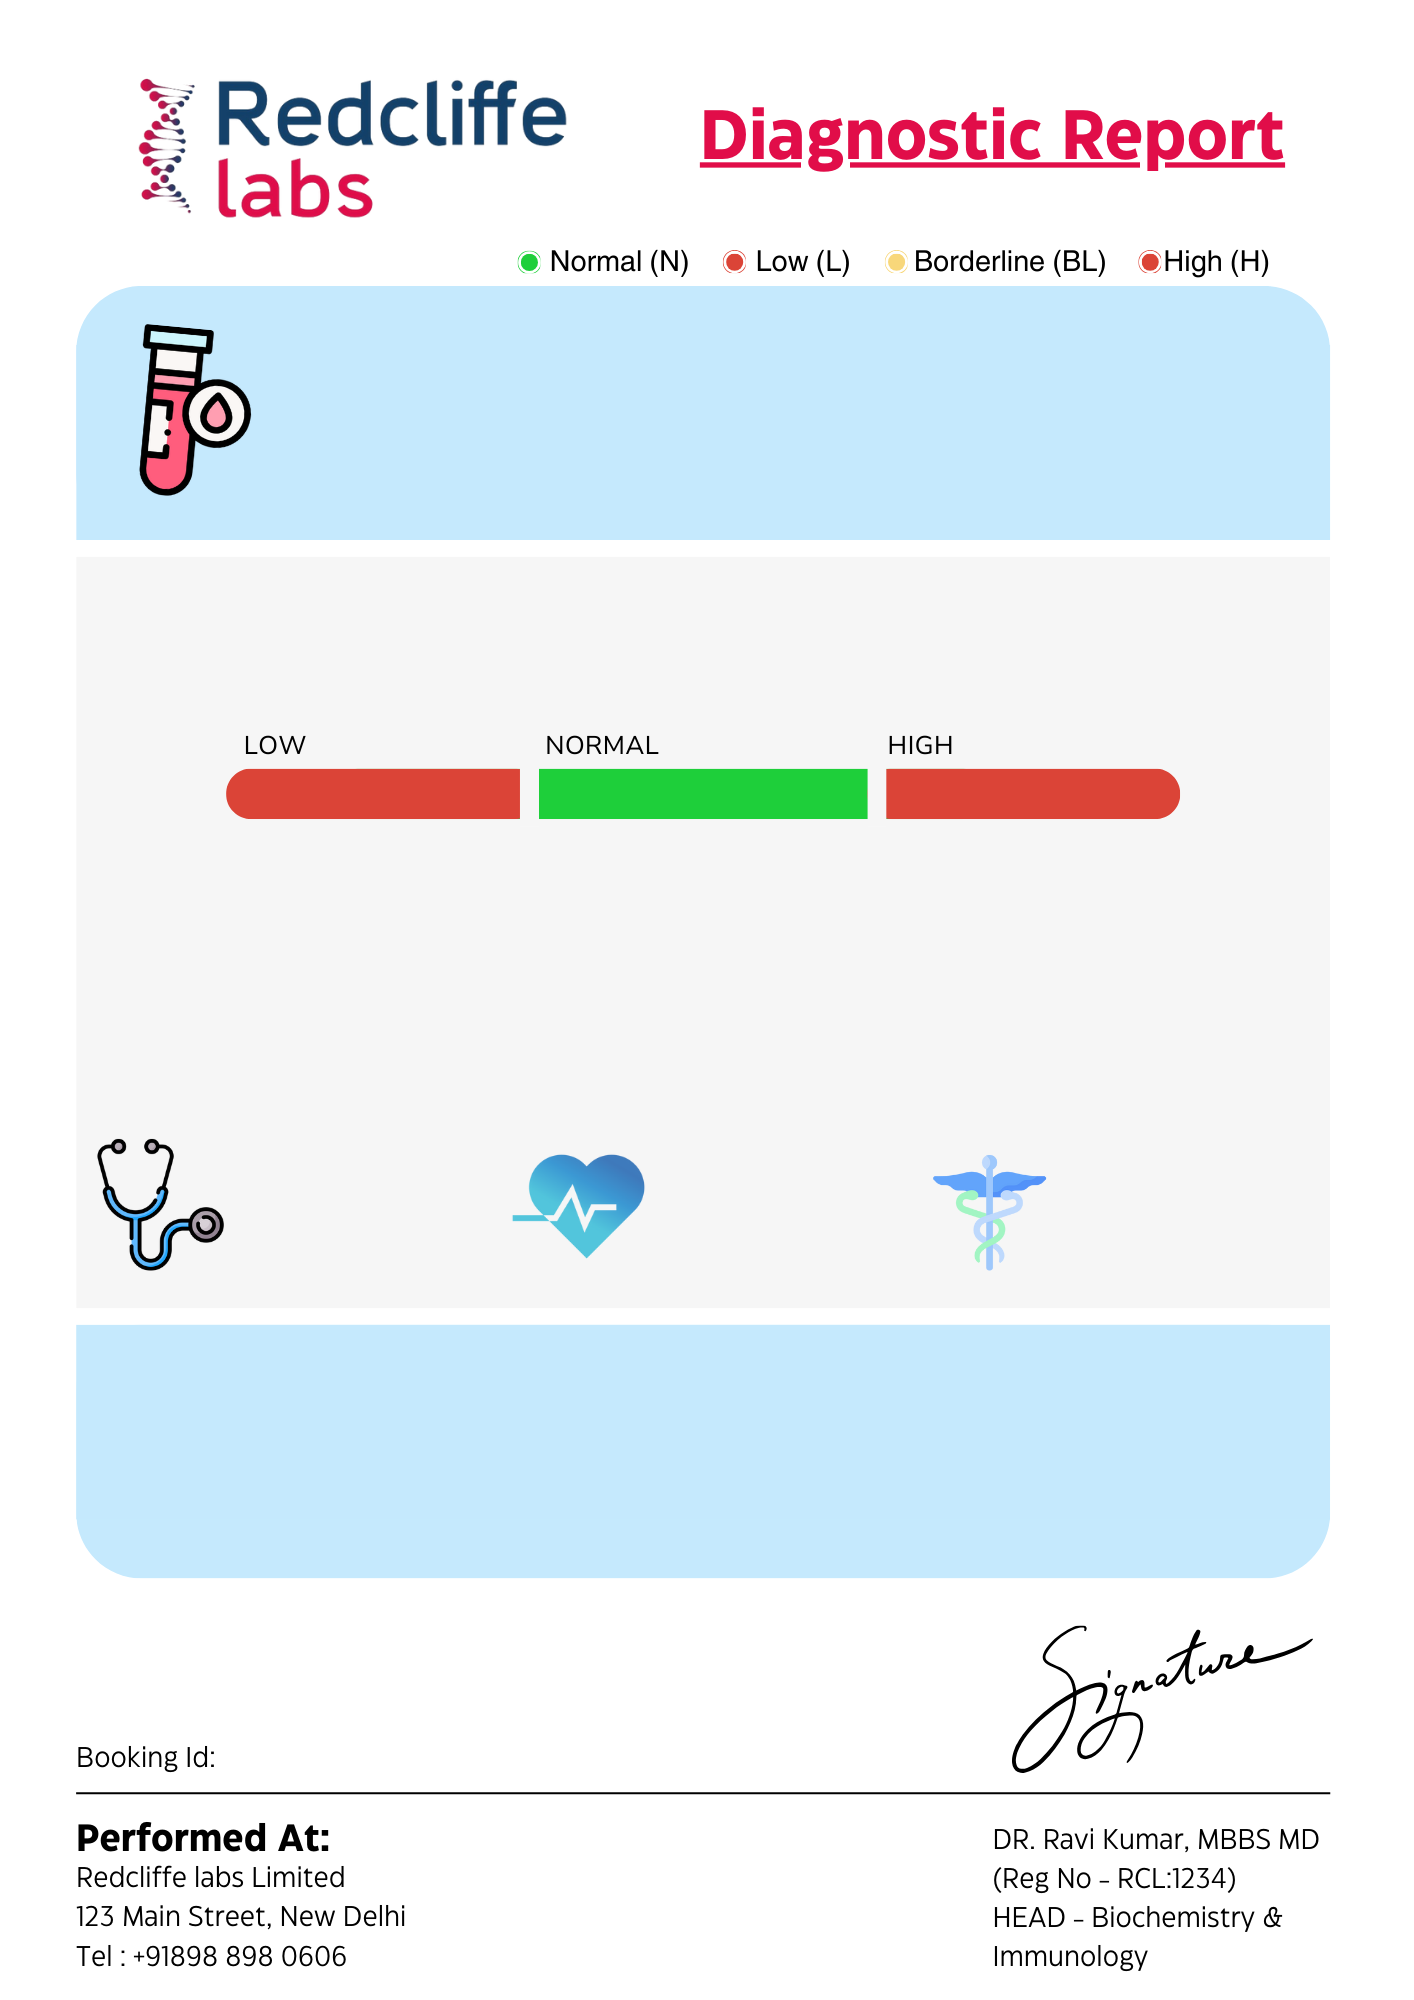 Redcliffe
labs
Diagnostic Report
Normal (N) Low (L) Borderline (BL) High (H)
LOW NORMAL HIGH
Signature
Booking Id:
Performed At:
Redcliffe labs Limited
123 Main Street, New Delhi
Tel : +91898 898 0606
DR. Ravi Kumar, MBBS MD
(Reg No - RCL:1234)
HEAD - Biochemistry &
Immunology